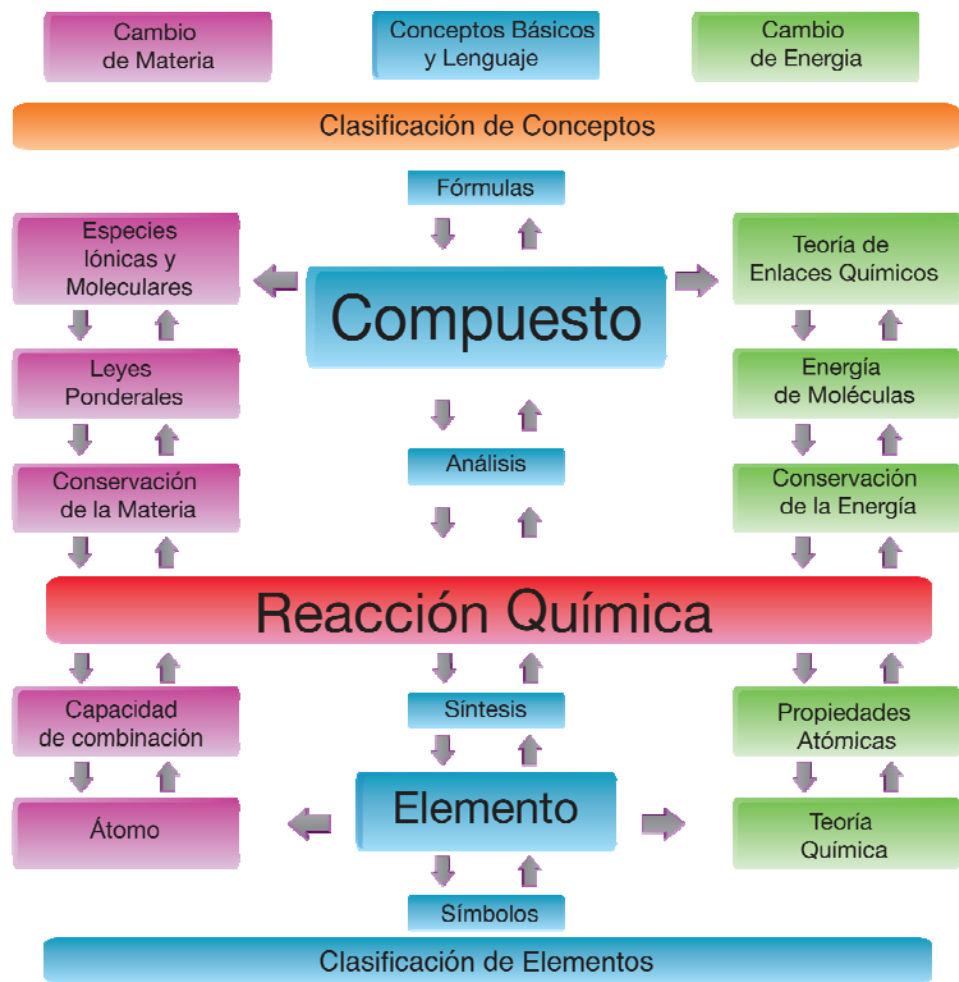 Cambio
de Materia
Conceptos Básicos
y Lenguaje
Cambio
de Energia
Clasificación de Conceptos
Fórmulas
Especies
Iónicas y
Moleculares
Compuesto
Teoría de
Enlaces Químicos
Leyes
Ponderales
Energía
de Moléculas
Análisis
Conservación
de la Materia
Conservación
de la Energía
Reacción Química
Capacidad
de combinación
Síntesis
Propiedades
Atómicas
Átomo
Elemento
Teoría
Química
Símbolos
Clasificación de Elementos